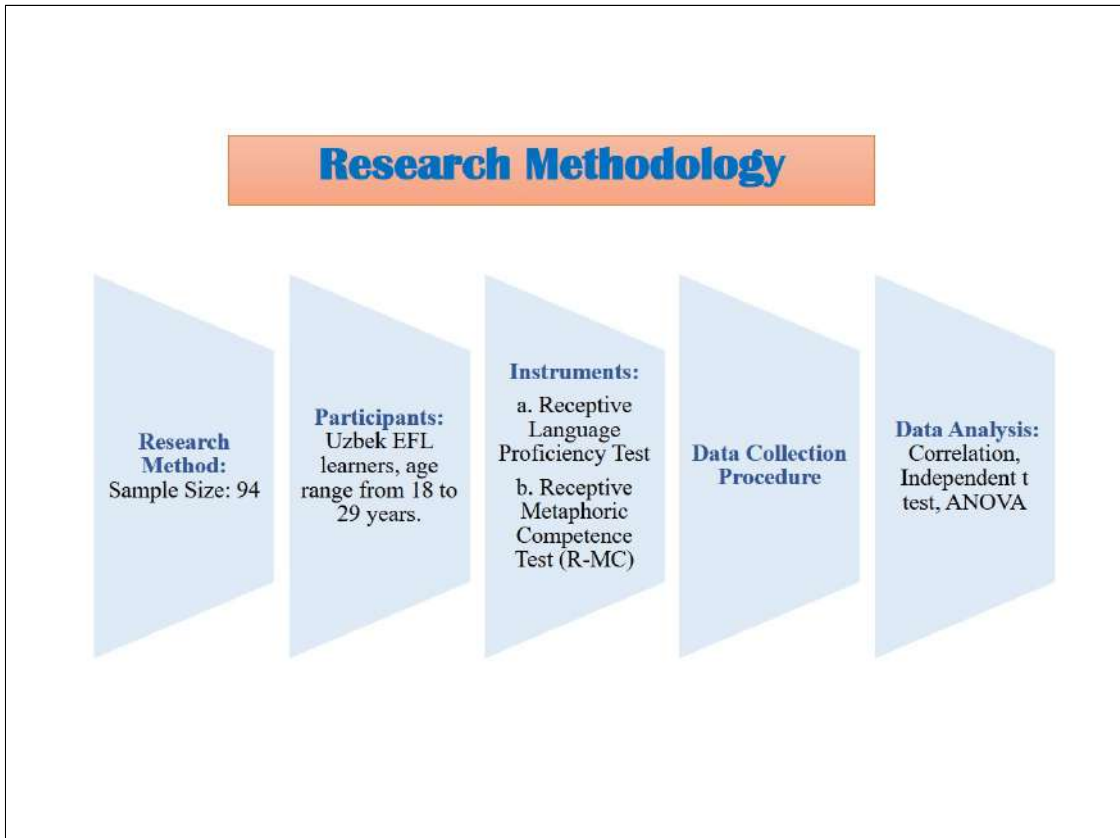 Research Methodology
Research
Method:
Sample Size: 94
Participants:
Uzbek EFL
learners, age
range from 18 to
29 years.
Instruments:
a. Receptive
Language
Proficiency Test
b. Receptive
Metaphoric
Competence
Test (R-MC)
Data Collection
Procedure
Data Analysis:
Correlation,
Independent t
test, ANOVA